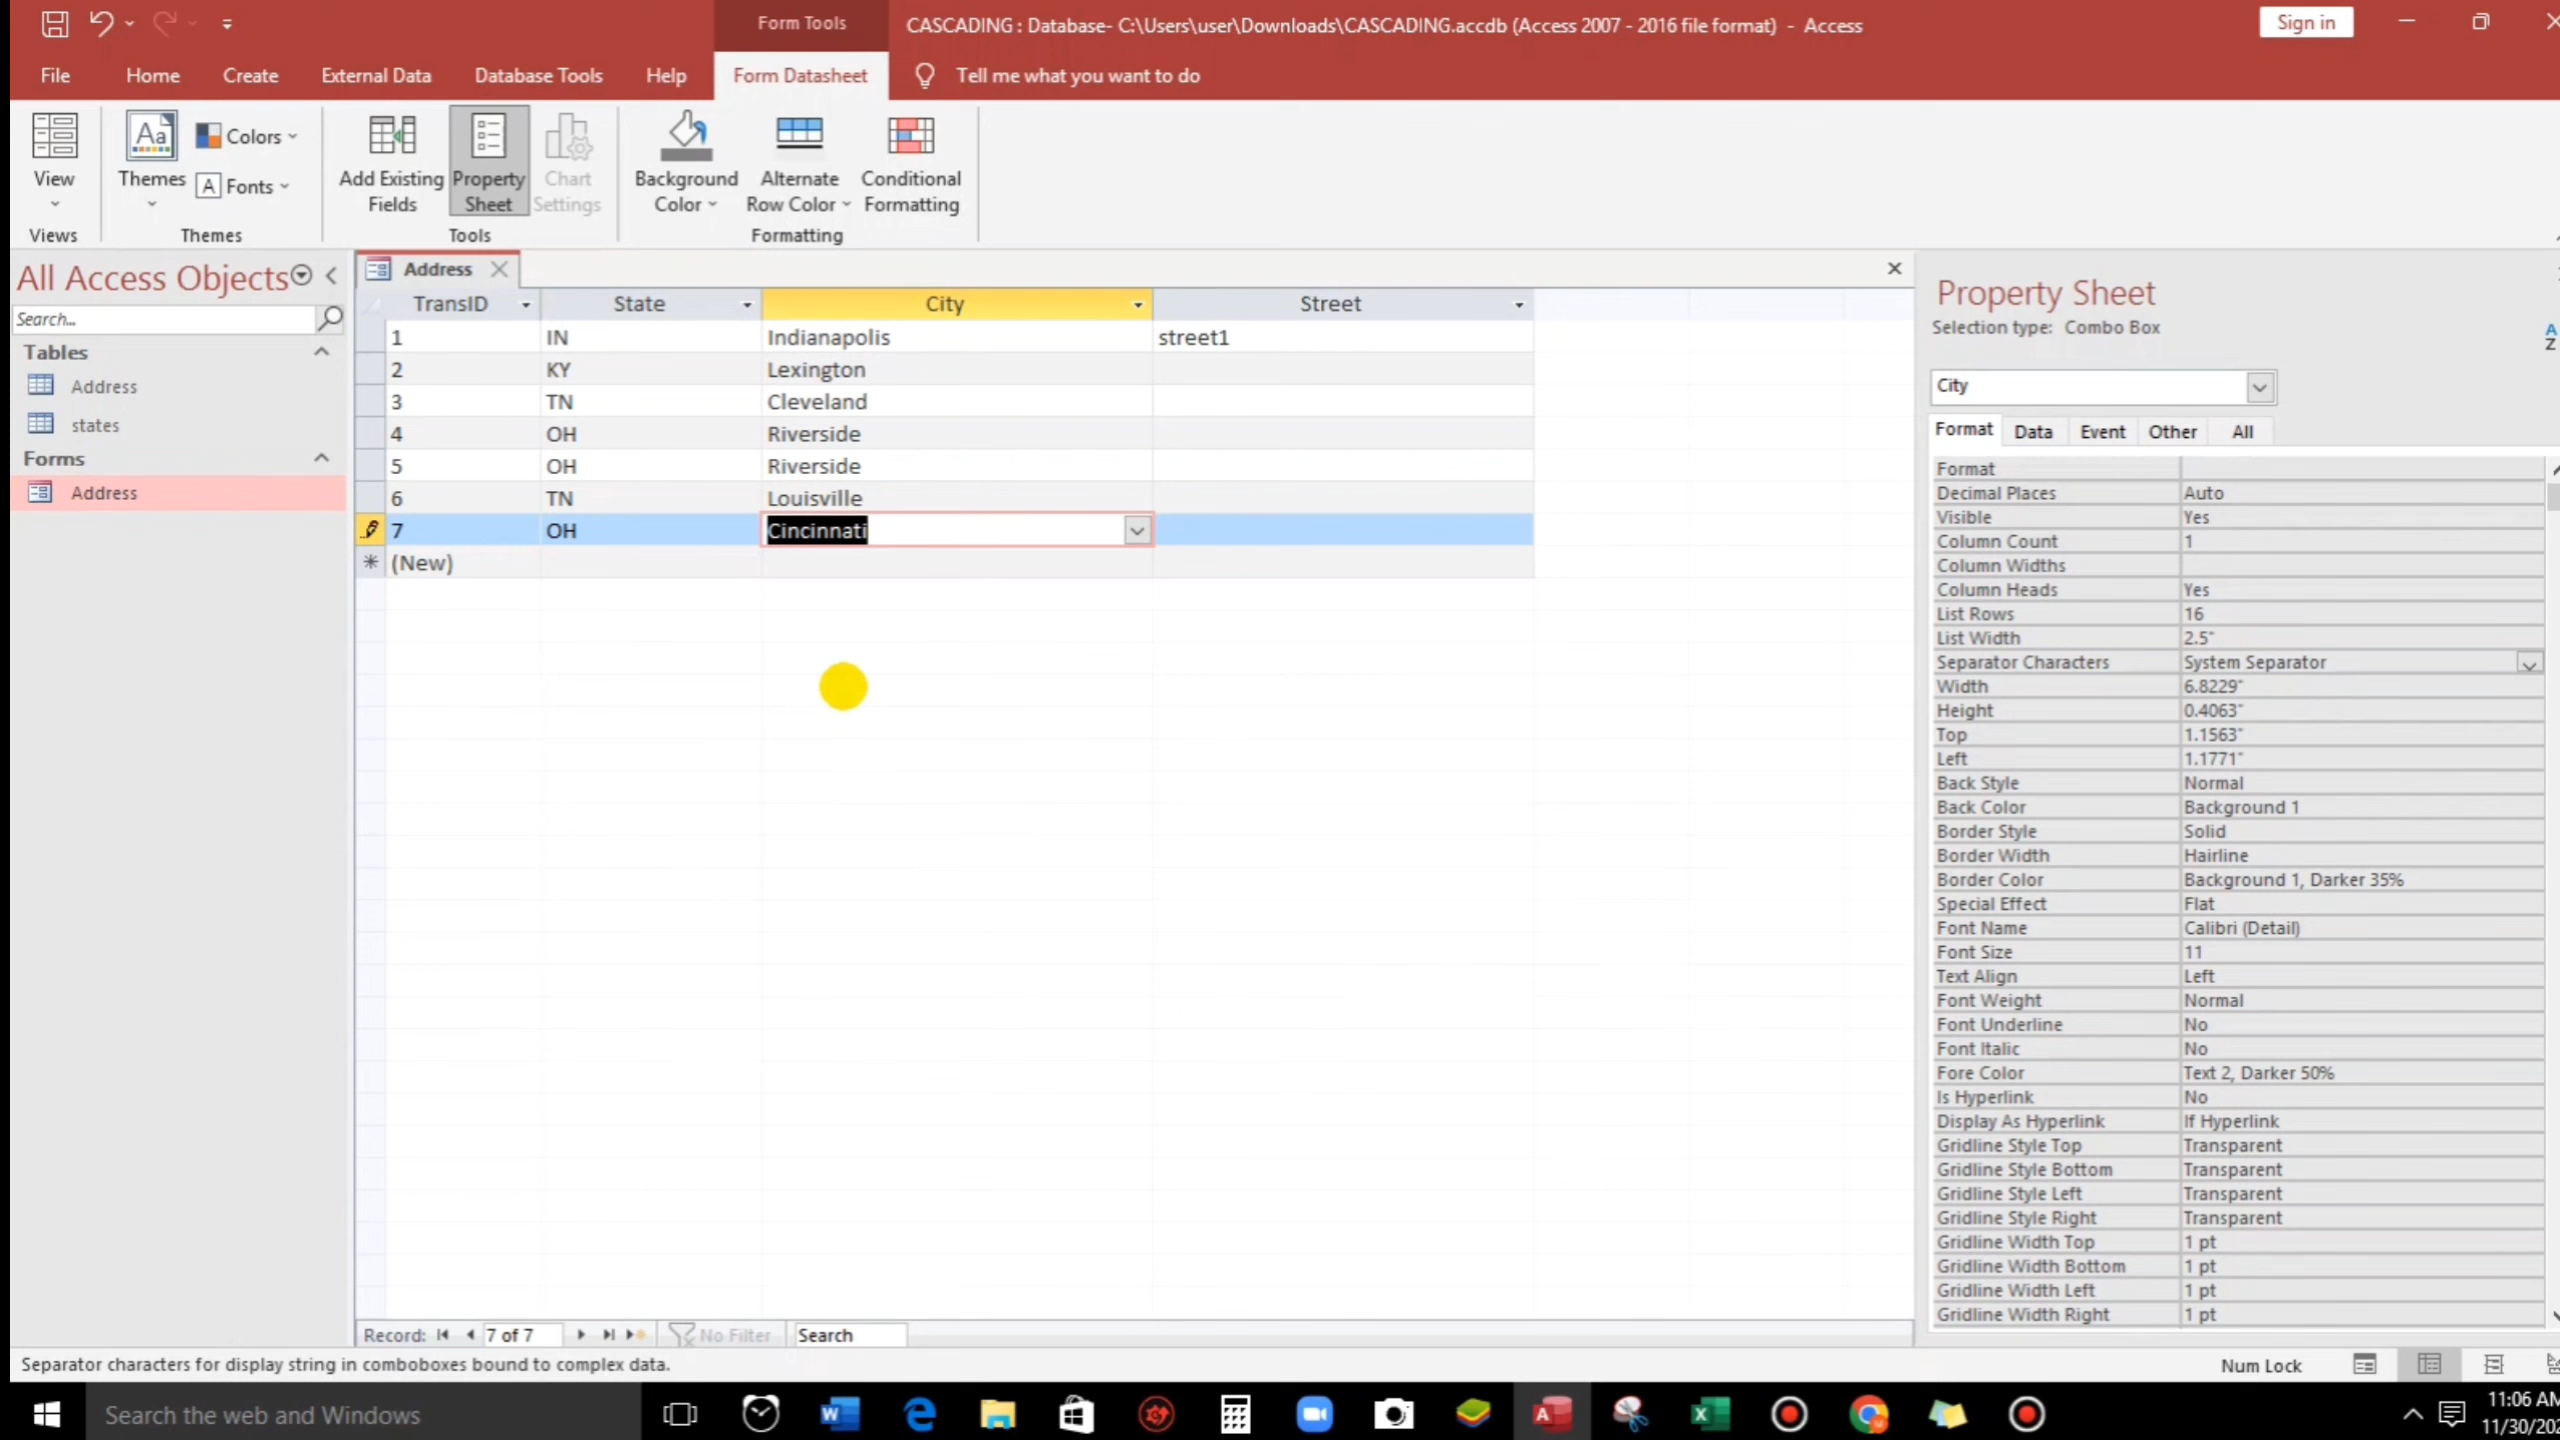 Form Tools
CASCADING : Database- C:\Users\user\Downloads\CASCADING.accdb (Access 2007 - 2016 file format) - Access
Sign in
File Home Create External Data Database Tools Help Form Datasheet Tell me what you want to do
View
Themes
Colors
Fonts
Add Existing Fields
Property Sheet
Chart Settings
Background Color
Alternate Row Color
Conditional Formatting
Views Themes Tools Formatting
All Access Objects
Search...
Tables
Address
states
Forms
Address
Address
TransID State City Street
1 IN Indianapolis street1
2 KY Lexington
3 TN Cleveland
4 OH Riverside
5 OH Riverside
6 TN Louisville
7 OH Cincinnati
* (New)
Record: 7 of 7 No Filter Search
Property Sheet
Selection type: Combo Box
A
Z
City
Format Data Event Other All
Format
Decimal Places Auto
Visible Yes
Column Count 1
Column Widths
Column Heads Yes
List Rows 16
List Width 2.5"
Separator Characters System Separator
Width 6.8229"
Height 0.4063"
Top 1.1563"
Left 1.1771"
Back Style Normal
Back Color Background 1
Border Style Solid
Border Width Hairline
Border Color Background 1, Darker 35%
Special Effect Flat
Font Name Calibri (Detail)
Font Size 11
Text Align Left
Font Weight Normal
Font Underline No
Font Italic No
Fore Color Text 2, Darker 50%
Is Hyperlink No
Display As Hyperlink If Hyperlink
Gridline Style Top Transparent
Gridline Style Bottom Transparent
Gridline Style Left Transparent
Gridline Style Right Transparent
Gridline Width Top 1 pt
Gridline Width Bottom 1 pt
Gridline Width Left 1 pt
Gridline Width Right 1 pt
Separator characters for display string in comboboxes bound to complex data.
Num Lock
Search the web and Windows
11:06 AM
11/30/202